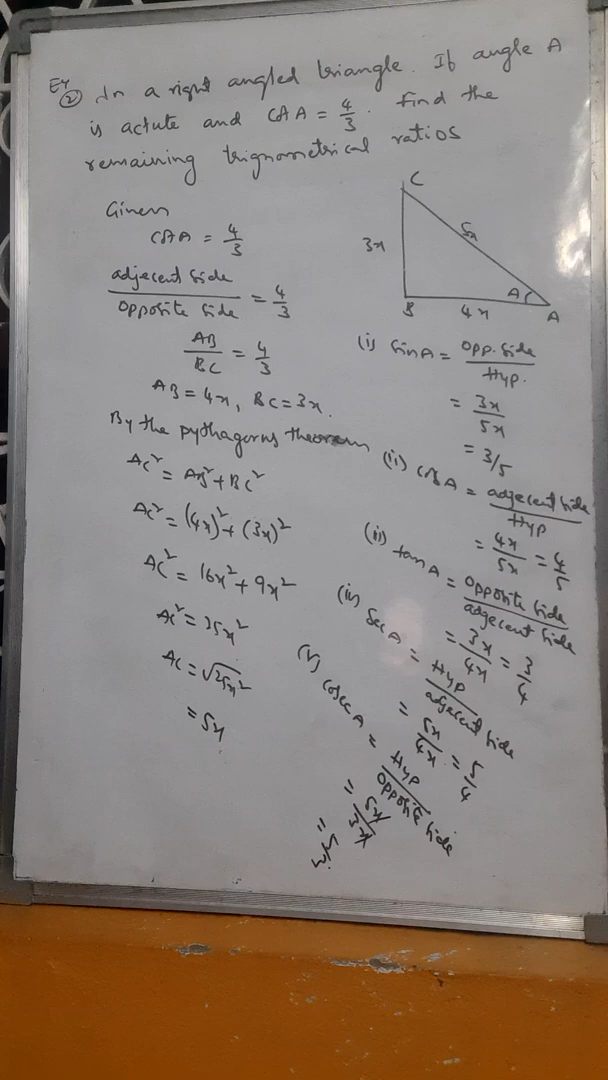 Ex
② In a right angled triangle. If angle A
is actute and cot A = 4/3. Find the
remaining trignometrical ratios
Given
cot A = 4/3
adjecent side / opposite side = 4/3
AB/BC = 4/3
AB = 4x, BC = 3x.
By the pythagorus theorem
AC² = AB² + BC²
AC² = (4x)² + (3x)²
AC² = 16x² + 9x²
AC² = 25x²
AC = √25x²
= 5x
C
3x
5x
B
4x
A
A
(i) sin A = opp. side / Hyp.
= 3x/5x
= 3/5
(ii) cos A = adjecent side / Hyp
= 4x/5x = 4/5
(ii) tan A = opposite side / adjecent side
= 3x/4x = 3/4
(iv) sec A = Hyp / adjecent side
= 5x/4x = 5/4
(v) cosec A = Hyp / opposite side
= 5x/3x
= 5/3